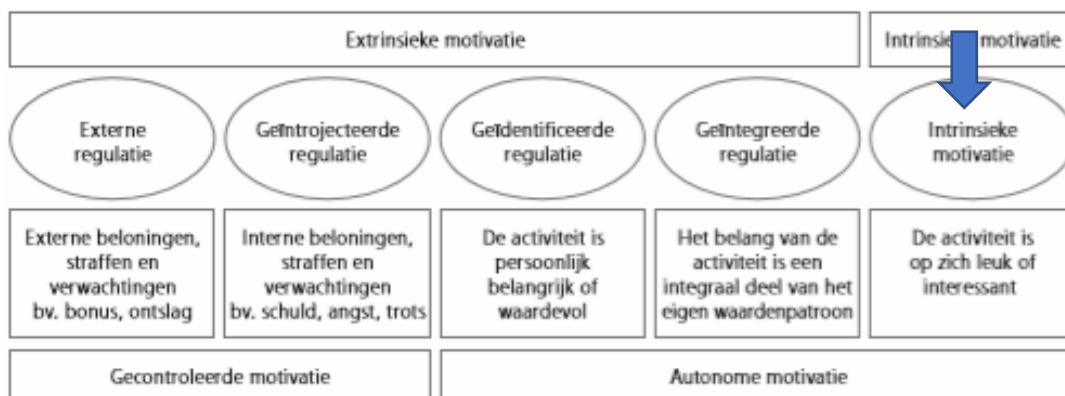 Extrinsieke motivatie
Intrinsieke motivatie
Externe
regulatie
Geïntrojecteerde
regulatie
Geïdentificeerde
regulatie
Geïntegreerde
regulatie
Intrinsieke
motivatie
Externe beloningen,
straffen en
verwachtingen
bv. bonus, ontslag
Interne beloningen,
straffen en
verwachtingen
bv. schuld, angst, trots
De activiteit is
persoonlijk
belangrijk of
waardevol
Het belang van de
activiteit is een
integraal deel van het
eigen waardenpatroon
De activiteit is
op zich leuk of
interessant
Gecontroleerde motivatie
Autonome motivatie